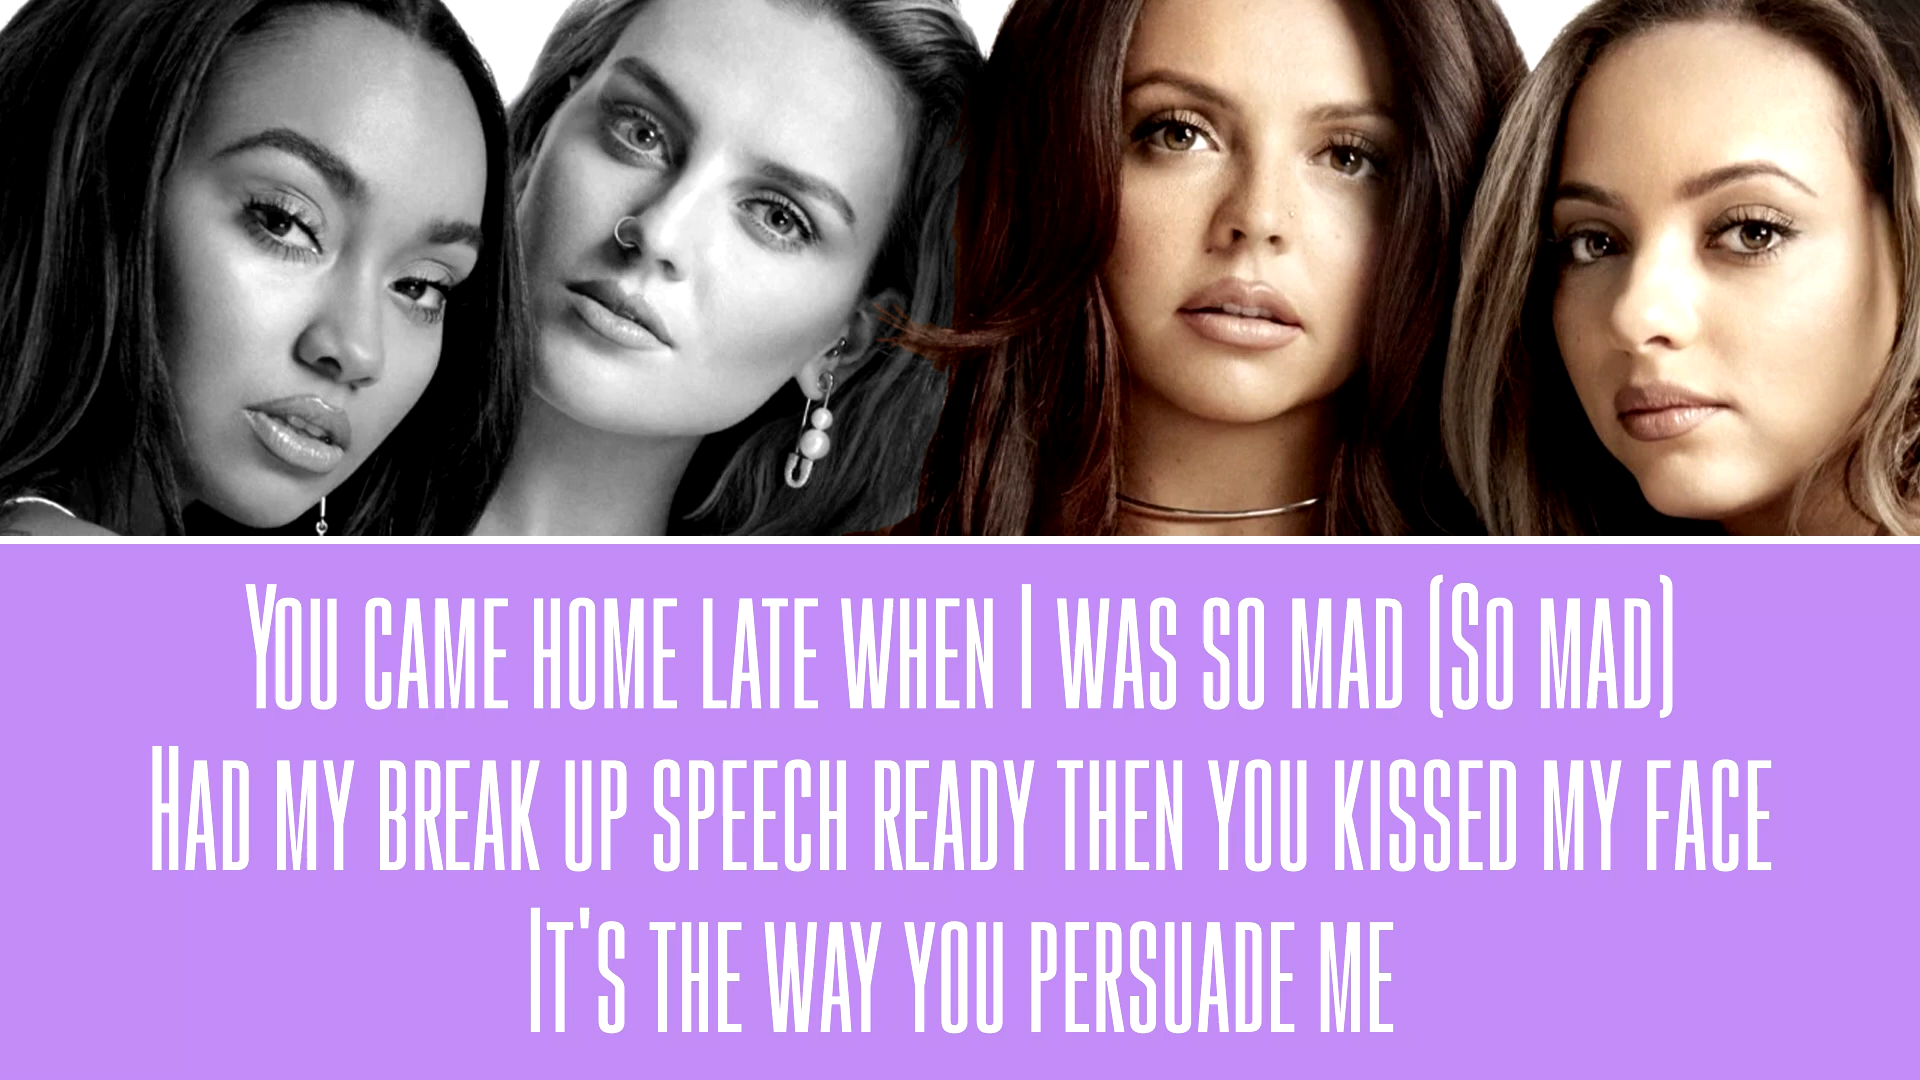 You came home late when I was so mad (So mad)
Had my break up speech ready then you kissed my face
It's the way you persuade me